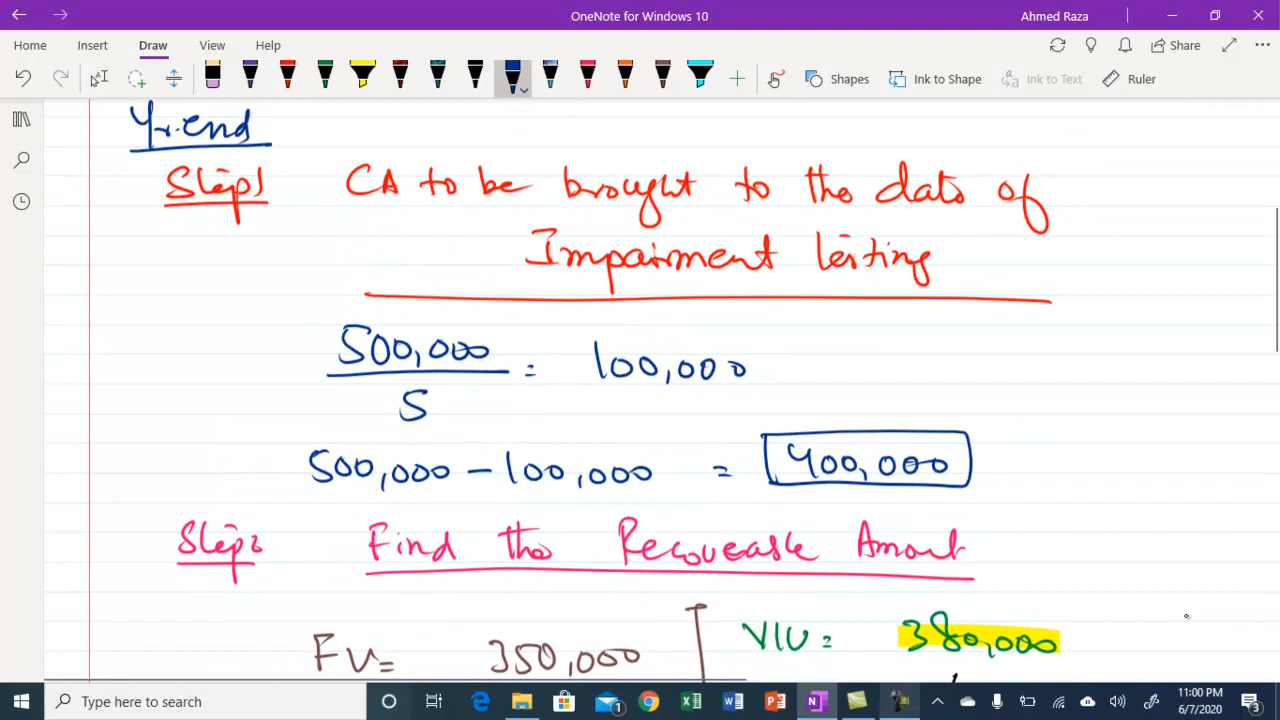 OneNote for Windows 10
Ahmed Raza
Home Insert Draw View Help
Share
Shapes Ink to Shape Ink to Text Ruler
Yr.end
Step1 CA to be brought to the date of
Impairment testing
500,000
= 100,000
5
500,000 - 100,000 = 400,000
Step2 Find the Recoverable Amount
FV= 350,000
VIU = 380,000
Type here to search
11:00 PM
6/7/2020
1
3